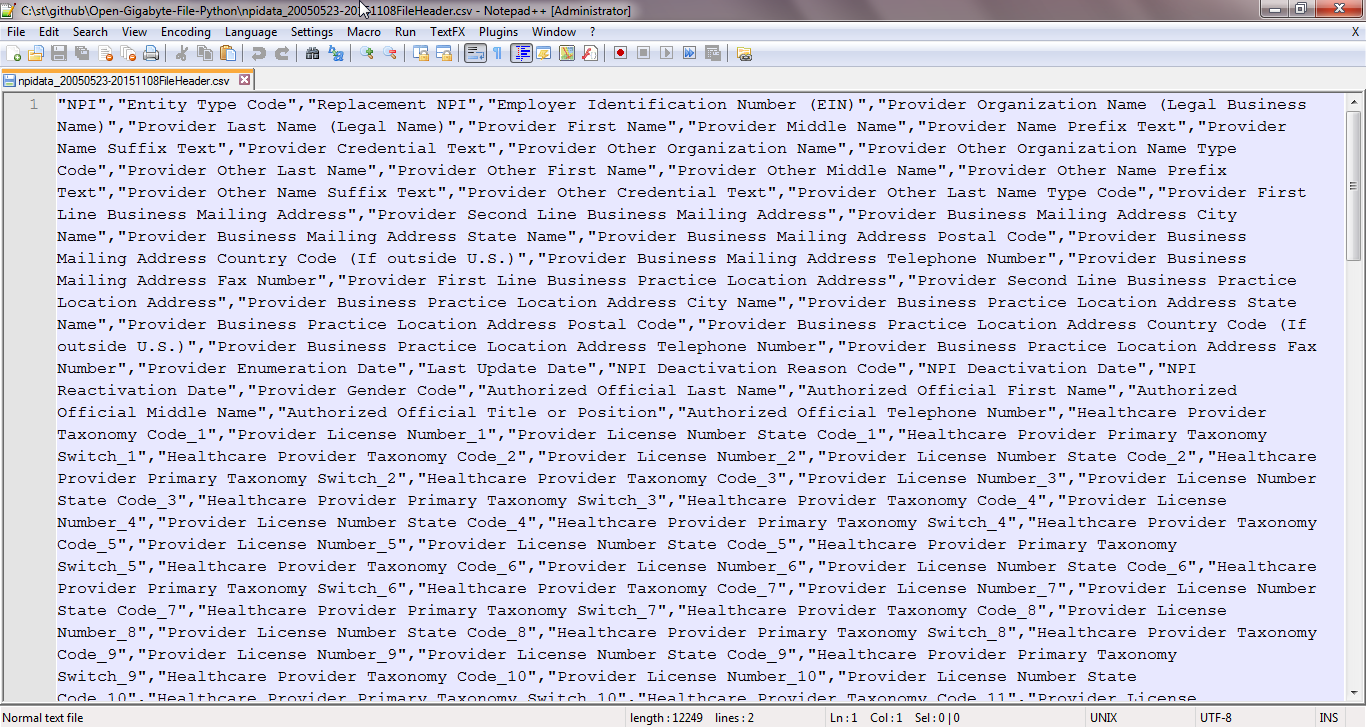 C:\st\github\Open-Gigabyte-File-Python\npidata_20050523-20151108FileHeader.csv - Notepad++ [Administrator]
File Edit Search View Encoding Language Settings Macro Run TextFX Plugins Window ? X
npidata_20050523-20151108FileHeader.csv
1 "NPI","Entity Type Code","Replacement NPI","Employer Identification Number (EIN)","Provider Organization Name (Legal Business
Name)","Provider Last Name (Legal Name)","Provider First Name","Provider Middle Name","Provider Name Prefix Text","Provider
Name Suffix Text","Provider Credential Text","Provider Other Organization Name","Provider Other Organization Name Type
Code","Provider Other Last Name","Provider Other First Name","Provider Other Middle Name","Provider Other Name Prefix
Text","Provider Other Name Suffix Text","Provider Other Credential Text","Provider Other Last Name Type Code","Provider First
Line Business Mailing Address","Provider Second Line Business Mailing Address","Provider Business Mailing Address City
Name","Provider Business Mailing Address State Name","Provider Business Mailing Address Postal Code","Provider Business
Mailing Address Country Code (If outside U.S.)","Provider Business Mailing Address Telephone Number","Provider Business
Mailing Address Fax Number","Provider First Line Business Practice Location Address","Provider Second Line Business Practice
Location Address","Provider Business Practice Location Address City Name","Provider Business Practice Location Address State
Name","Provider Business Practice Location Address Postal Code","Provider Business Practice Location Address Country Code (If
outside U.S.)","Provider Business Practice Location Address Telephone Number","Provider Business Practice Location Address Fax
Number","Provider Enumeration Date","Last Update Date","NPI Deactivation Reason Code","NPI Deactivation Date","NPI
Reactivation Date","Provider Gender Code","Authorized Official Last Name","Authorized Official First Name","Authorized
Official Middle Name","Authorized Official Title or Position","Authorized Official Telephone Number","Healthcare Provider
Taxonomy Code_1","Provider License Number_1","Provider License Number State Code_1","Healthcare Provider Primary Taxonomy
Switch_1","Healthcare Provider Taxonomy Code_2","Provider License Number_2","Provider License Number State Code_2","Healthcare
Provider Primary Taxonomy Switch_2","Healthcare Provider Taxonomy Code_3","Provider License Number_3","Provider License Number
State Code_3","Healthcare Provider Primary Taxonomy Switch_3","Healthcare Provider Taxonomy Code_4","Provider License
Number_4","Provider License Number State Code_4","Healthcare Provider Primary Taxonomy Switch_4","Healthcare Provider Taxonomy
Code_5","Provider License Number_5","Provider License Number State Code_5","Healthcare Provider Primary Taxonomy
Switch_5","Healthcare Provider Taxonomy Code_6","Provider License Number_6","Provider License Number State Code_6","Healthcare
Provider Primary Taxonomy Switch_6","Healthcare Provider Taxonomy Code_7","Provider License Number_7","Provider License Number
State Code_7","Healthcare Provider Primary Taxonomy Switch_7","Healthcare Provider Taxonomy Code_8","Provider License
Number_8","Provider License Number State Code_8","Healthcare Provider Primary Taxonomy Switch_8","Healthcare Provider Taxonomy
Code_9","Provider License Number_9","Provider License Number State Code_9","Healthcare Provider Primary Taxonomy
Switch_9","Healthcare Provider Taxonomy Code_10","Provider License Number_10","Provider License Number State
Code_10","Healthcare Provider Primary Taxonomy Switch_10","Healthcare Provider Taxonomy Code_11","Provider License
Normal text file length : 12249 lines : 2 Ln : 1 Col : 1 Sel : 0 | 0 UNIX UTF-8 INS